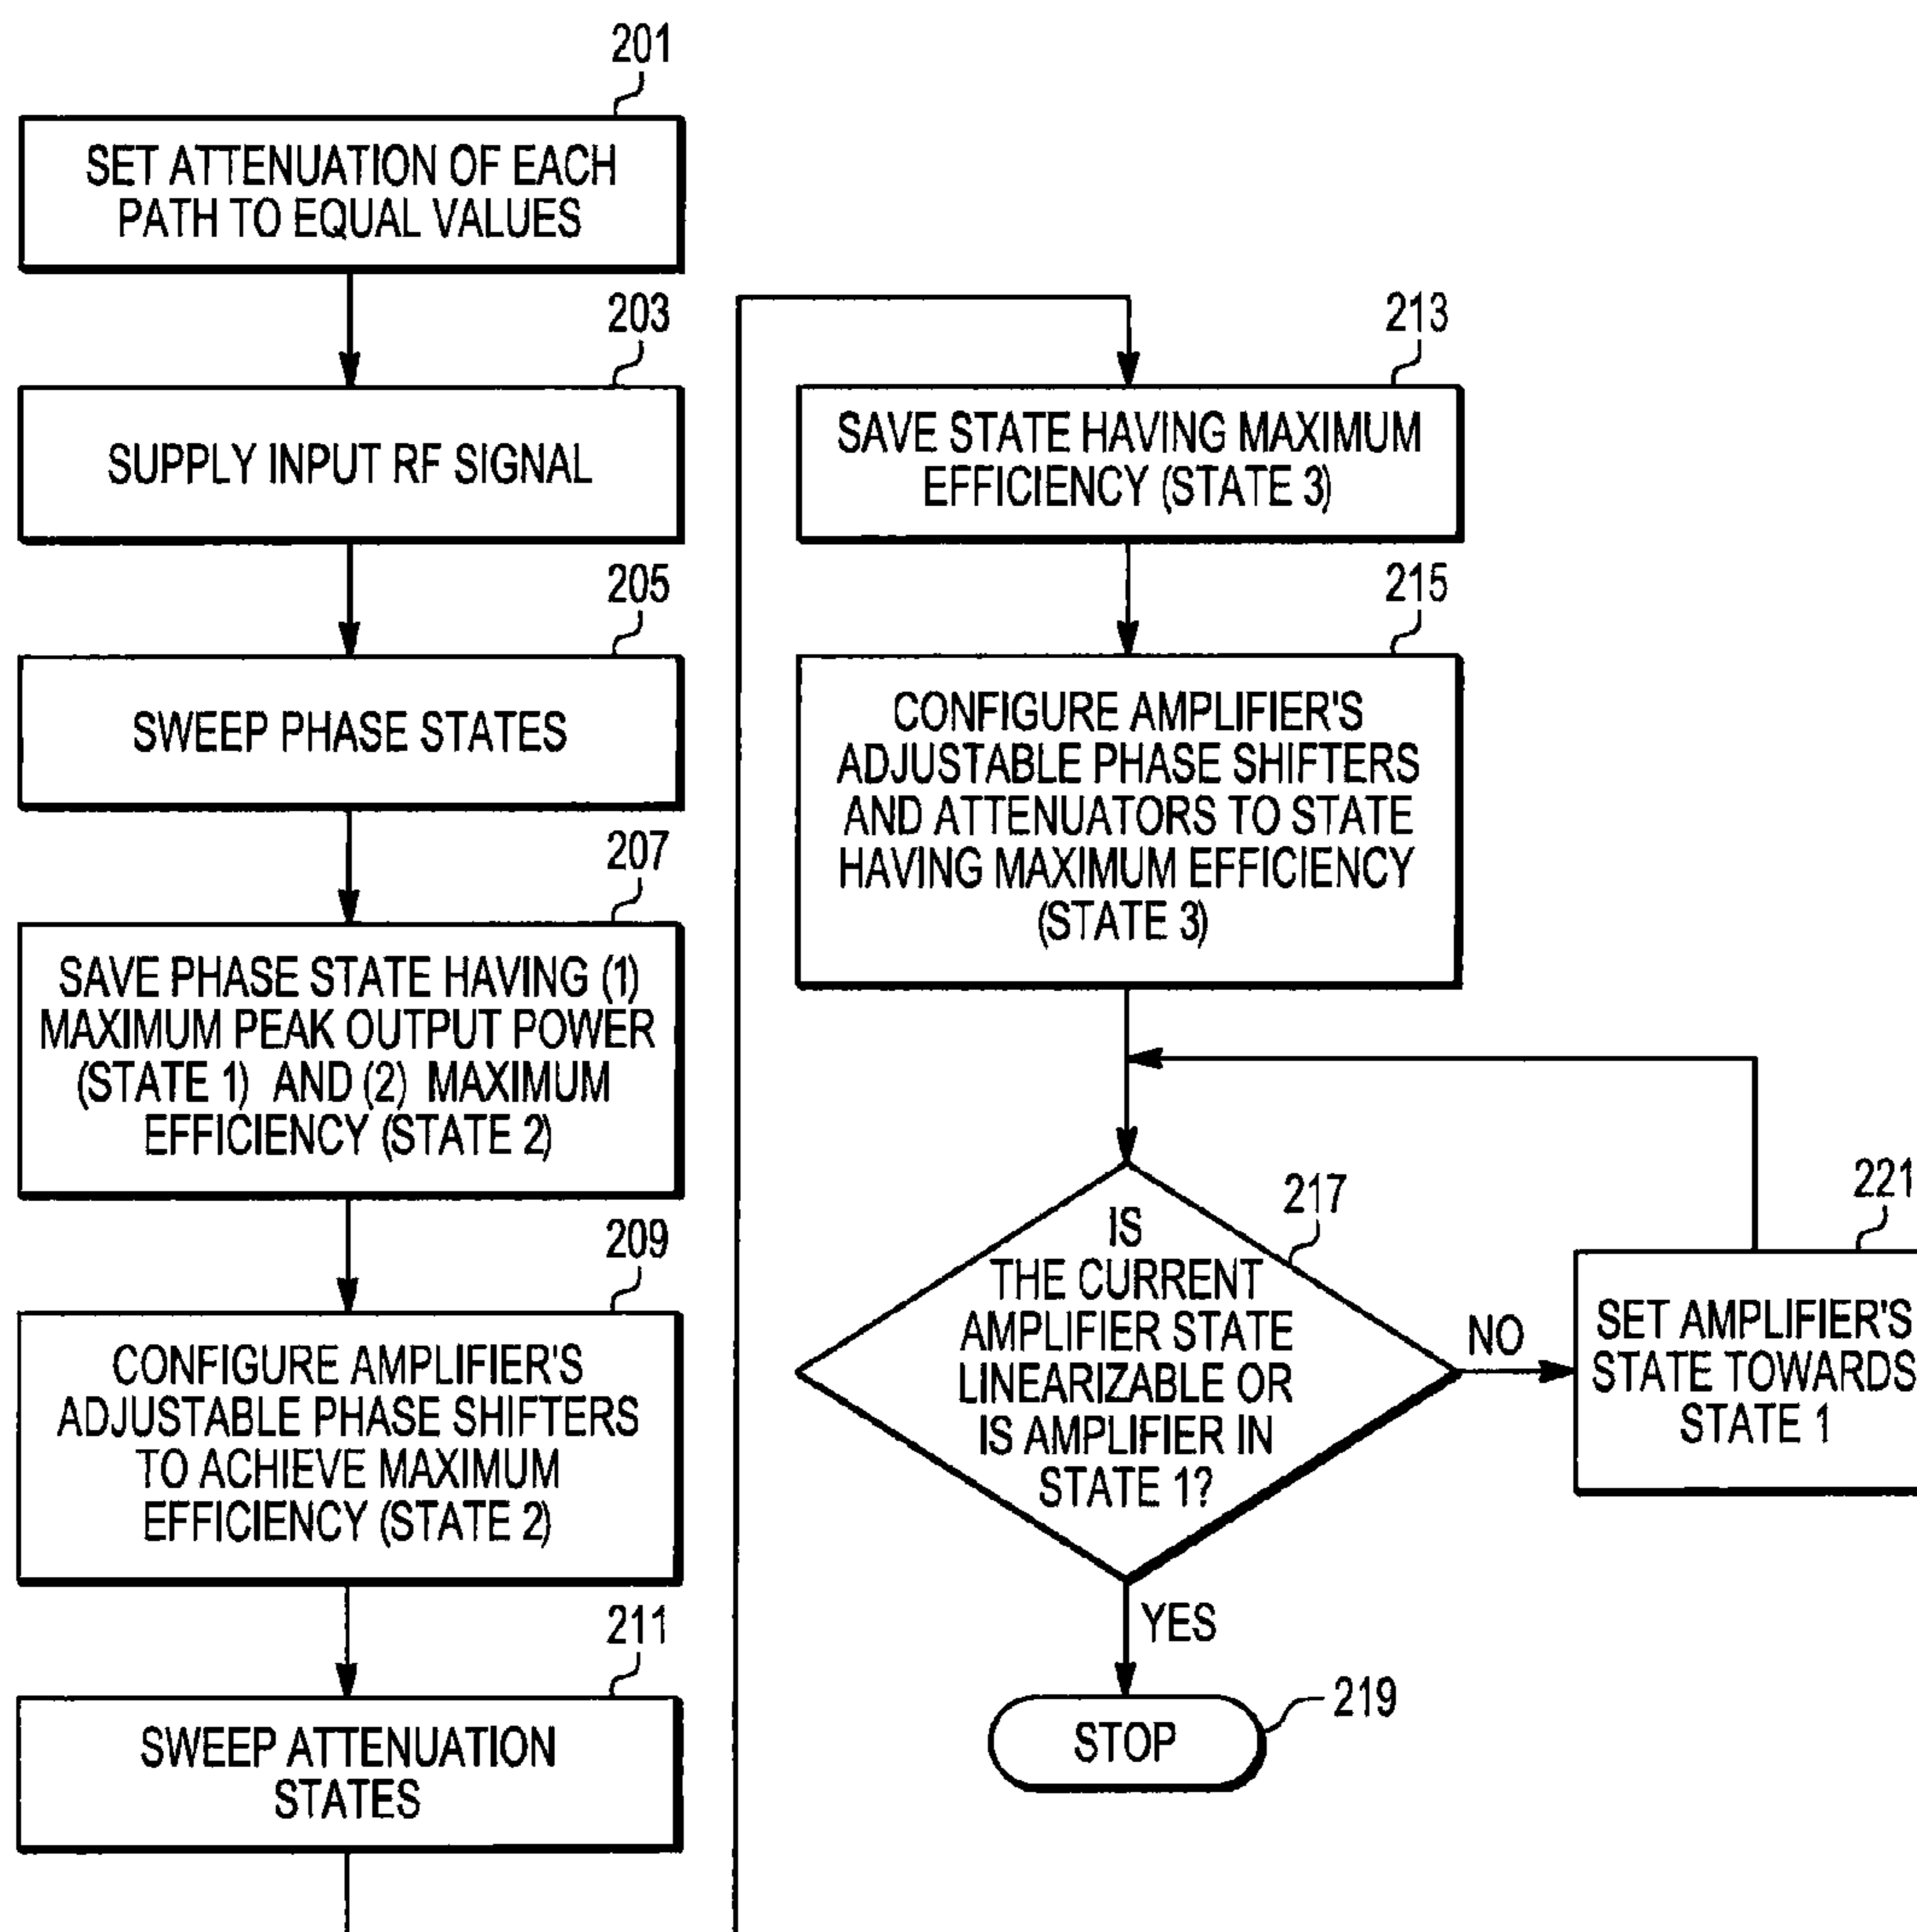 201
SET ATTENUATION OF EACH
PATH TO EQUAL VALUES
203
SUPPLY INPUT RF SIGNAL
205
SWEEP PHASE STATES
207
SAVE PHASE STATE HAVING (1)
MAXIMUM PEAK OUTPUT POWER
(STATE 1) AND (2) MAXIMUM
EFFICIENCY (STATE 2)
209
CONFIGURE AMPLIFIER'S
ADJUSTABLE PHASE SHIFTERS
TO ACHIEVE MAXIMUM
EFFICIENCY (STATE 2)
211
SWEEP ATTENUATION
STATES
213
SAVE STATE HAVING MAXIMUM
EFFICIENCY (STATE 3)
215
CONFIGURE AMPLIFIER'S
ADJUSTABLE PHASE SHIFTERS
AND ATTENUATORS TO STATE
HAVING MAXIMUM EFFICIENCY
(STATE 3)
217
IS
THE CURRENT
AMPLIFIER STATE
LINEARIZABLE OR
IS AMPLIFIER IN
STATE 1?
NO
221
SET AMPLIFIER'S
STATE TOWARDS
STATE 1
YES
STOP
219